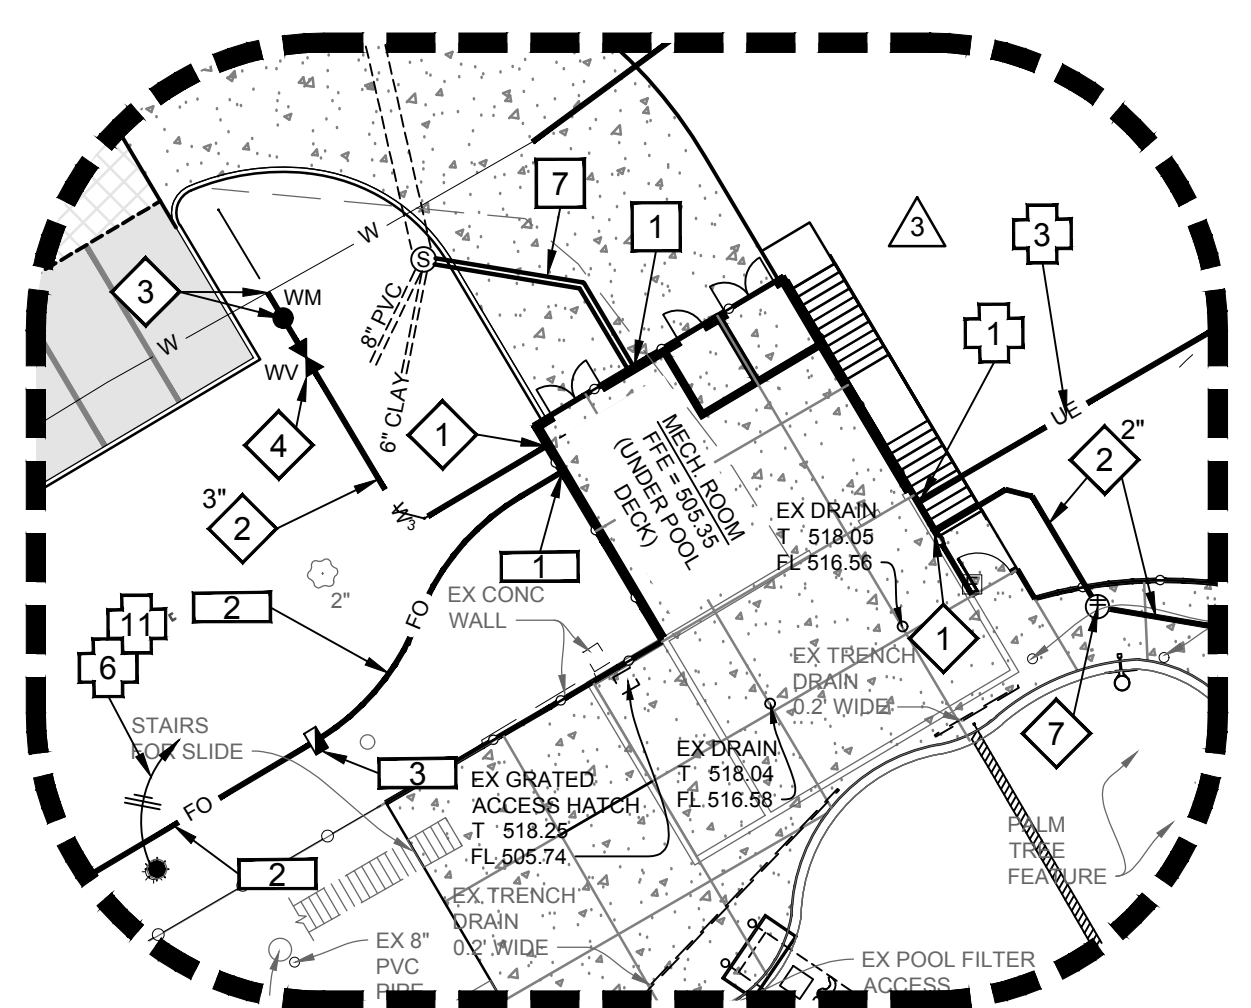 7
1
3
3
W
S
1
3
WM
8" PVC
W
WV
UE
2"
6" CLAY
1
4
2
MECH. ROOM
FFE = 505.35
(UNDER POOL
DECK)
3"
2
W
3
EX DRAIN
T 518.05
FL 516.56
1
2"
EX CONC
WALL
2
FO
11
6
1
EX TRENCH
DRAIN
0.2' WIDE
7
STAIRS
FOR SLIDE
3
EX DRAIN
T 518.04
FL 516.58
EX GRATED
ACCESS HATCH
T 518.25
FL 505.74
FO
2
PALM
TREE
FEATURE
EX TRENCH
DRAIN
0.2' WIDE
EX 8"
PVC
PIPE
EX POOL FILTER
ACCESS